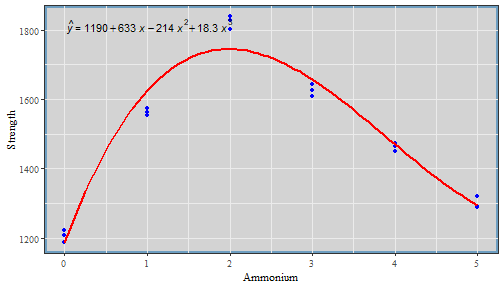 ŷ = 1190+633 x−214 x²+18.3 x³
1800
1600
1400
1200
Strength
0 1 2 3 4 5
Ammonium